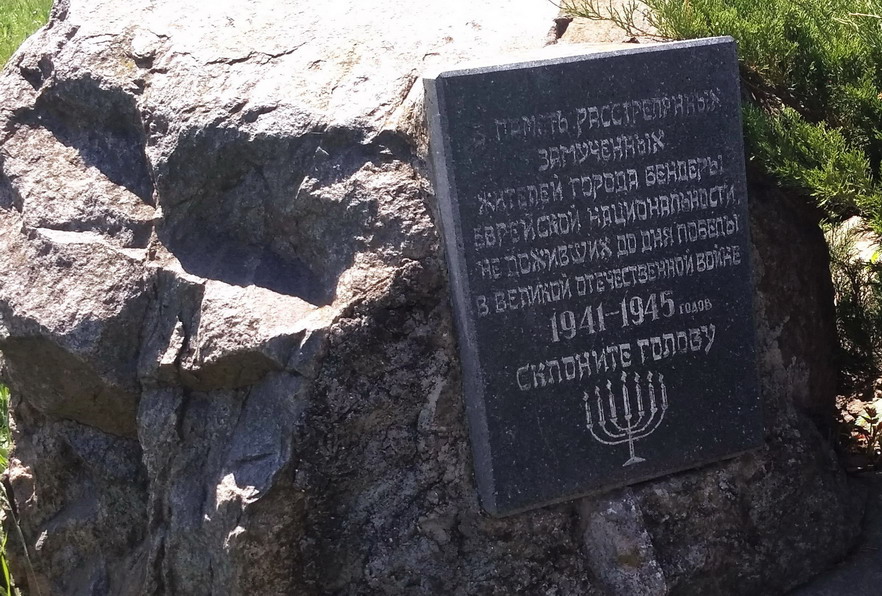 В ПАМЯТЬ РАССТРЕЛЯННЫХ
ЗАМУЧЕННЫХ
ЖИТЕЛЕЙ ГОРОДА БЕНДЕРЫ
ЕВРЕЙСКОЙ НАЦИОНАЛЬНОСТИ,
НЕ ДОЖИВШИХ ДО ДНЯ ПОБЕДЫ
В ВЕЛИКОЙ ОТЕЧЕСТВЕННОЙ ВОЙНЕ
1941-1945 ГОДОВ
СКЛОНИТЕ ГОЛОВУ